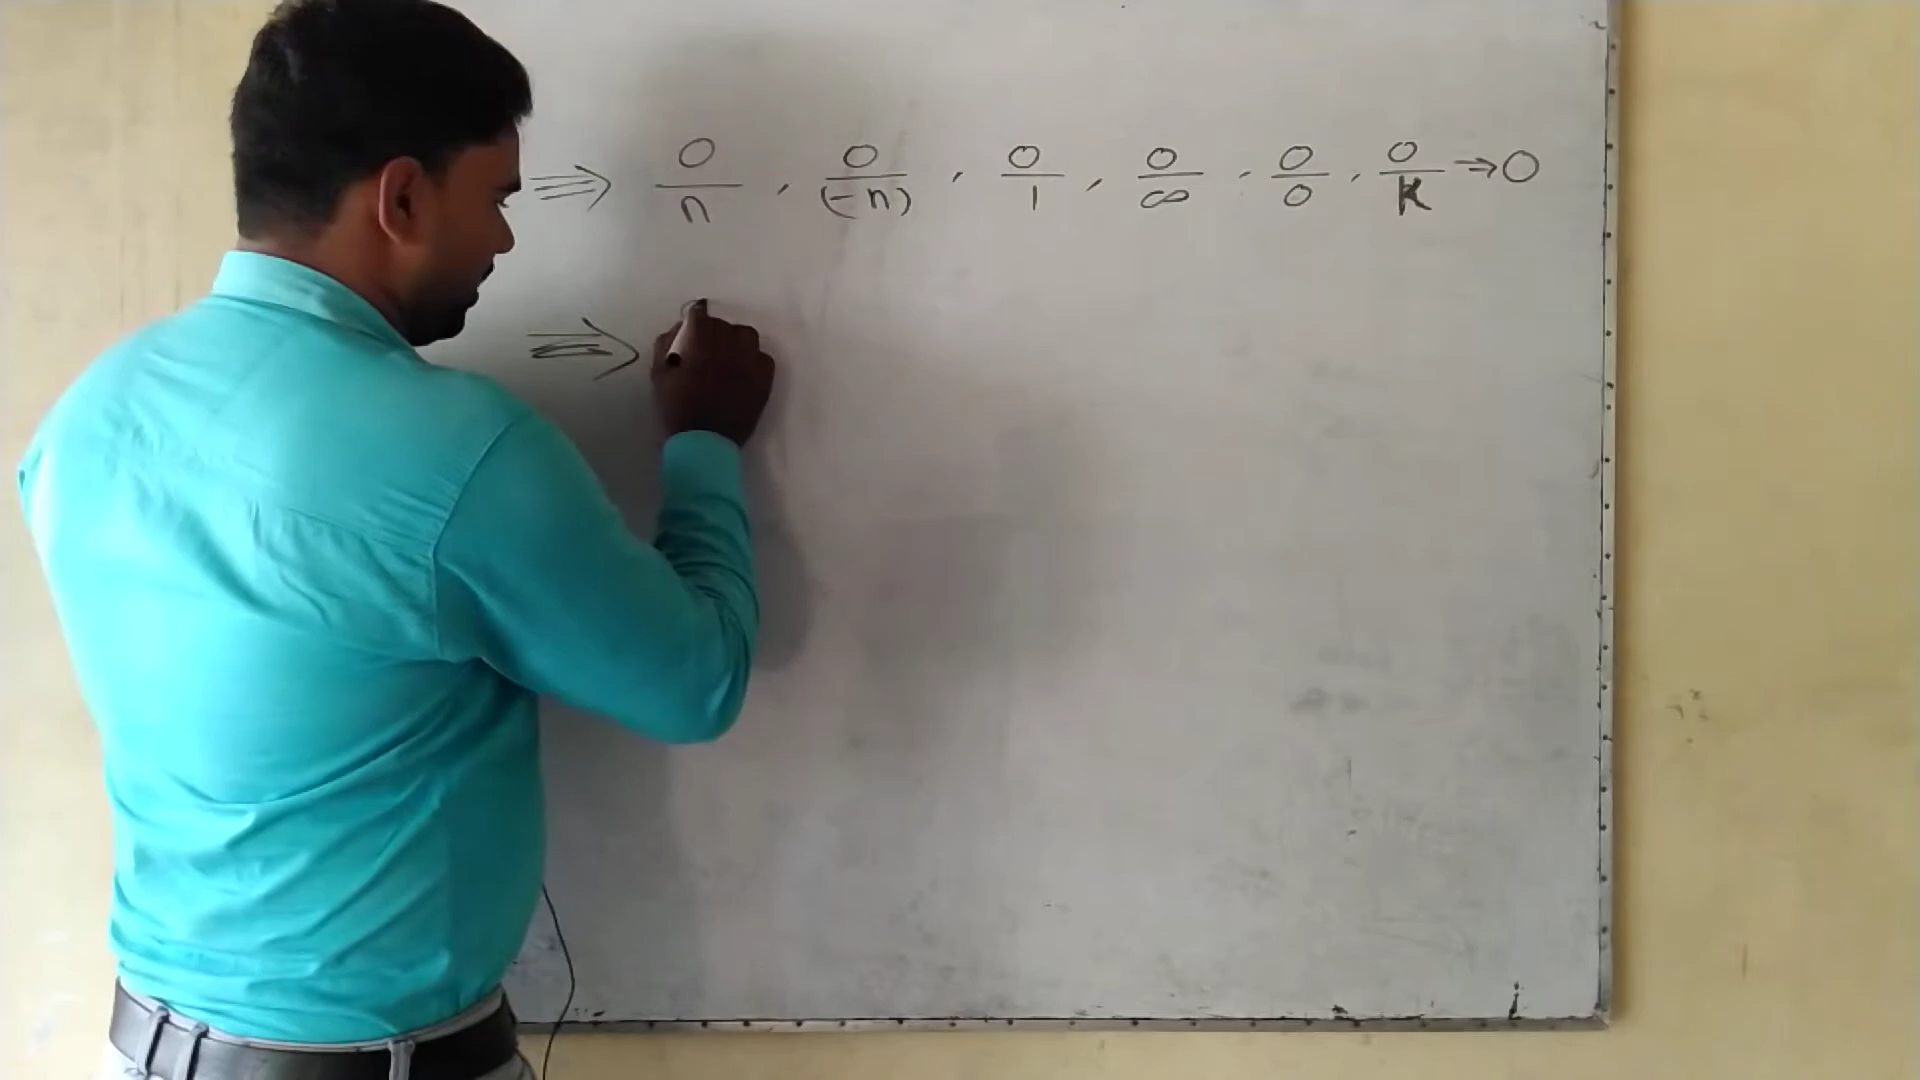 ⇒ 0/n , 0/(-n) , 0/1 , 0/∞ . 0/0 , 0/K → 0
⇒